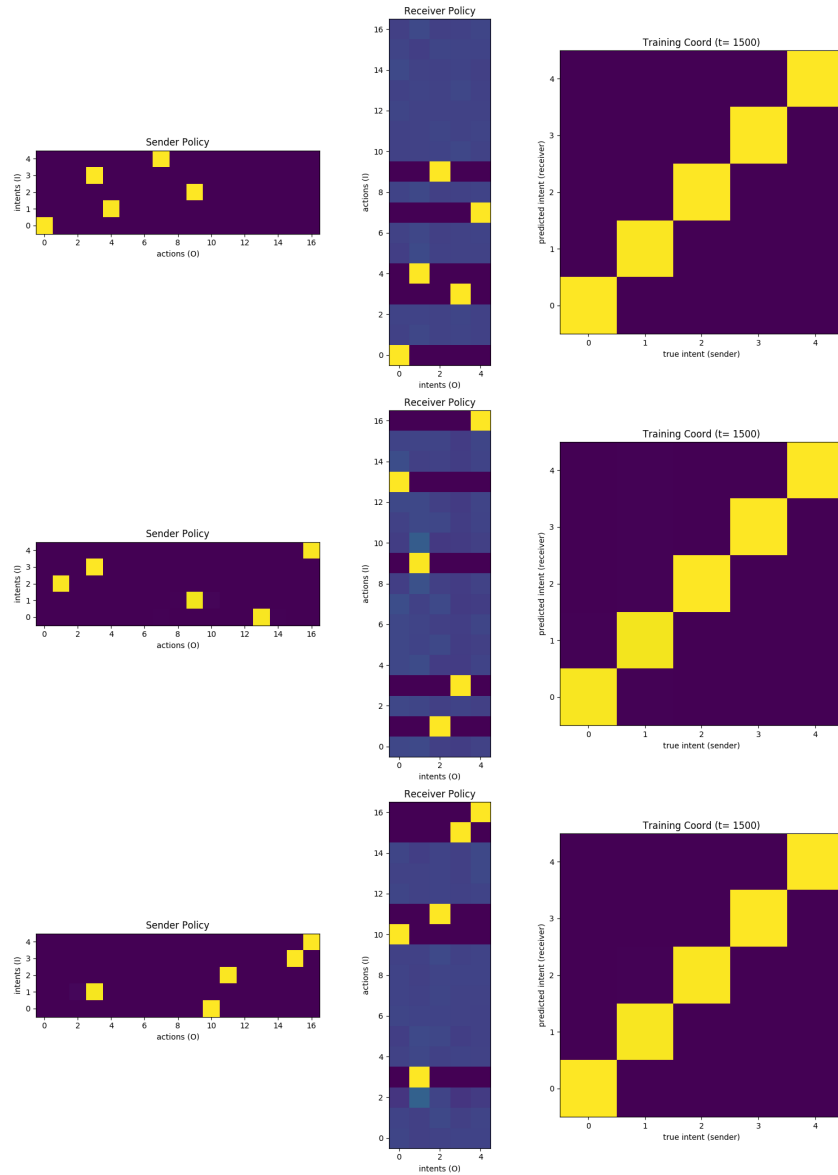 Sender Policy
4
3
2
1
0
intents (I)
0 2 4 6 8 10 12 14 16
actions (O)
Receiver Policy
16
14
12
10
8
6
4
2
0
actions (I)
0 2 4
intents (O)
Training Coord (t= 1500)
4
3
2
1
0
predicted intent (receiver)
0 1 2 3 4
true intent (sender)
Sender Policy
4
3
2
1
0
intents (I)
0 2 4 6 8 10 12 14 16
actions (O)
Receiver Policy
16
14
12
10
8
6
4
2
0
actions (I)
0 2 4
intents (O)
Training Coord (t= 1500)
4
3
2
1
0
predicted intent (receiver)
0 1 2 3 4
true intent (sender)
Sender Policy
4
3
2
1
0
intents (I)
0 2 4 6 8 10 12 14 16
actions (O)
Receiver Policy
16
14
12
10
8
6
4
2
0
actions (I)
0 2 4
intents (O)
Training Coord (t= 1500)
4
3
2
1
0
predicted intent (receiver)
0 1 2 3 4
true intent (sender)